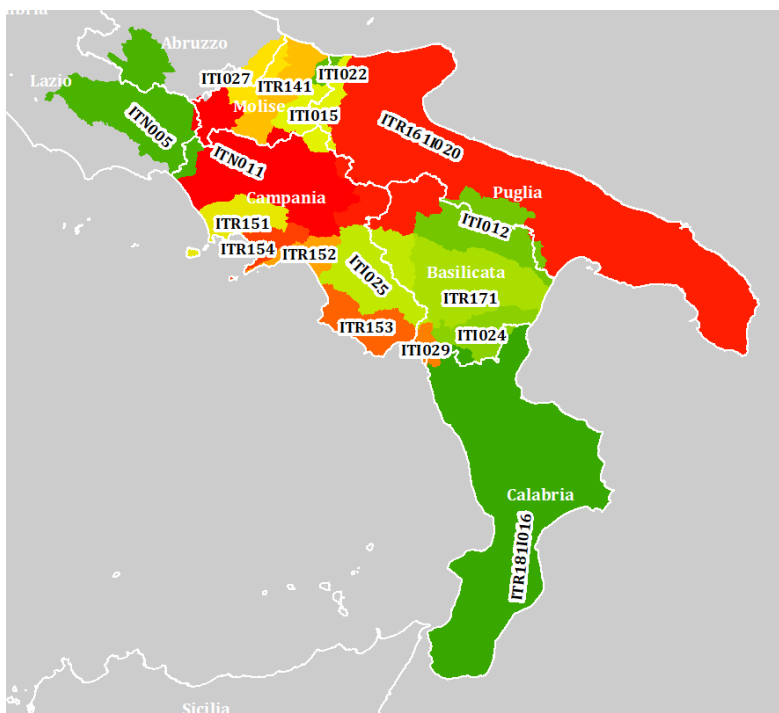 bria
Abruzzo
Lazio
ITI027
ITI022
ITR141
Molise
ITI015
ITN005
ITR161I020
ITN011
Campania
Puglia
ITR151
ITI012
ITR154
ITR152
ITI025
Basilicata
ITR171
ITR153
ITI024
ITI029
Calabria
ITR181I016
Sicilia